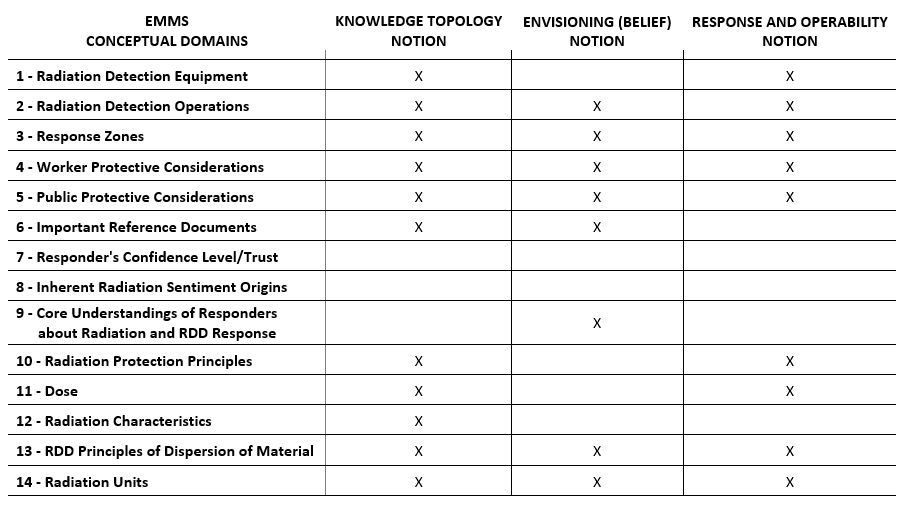 EMMS KNOWLEDGE TOPOLOGY ENVISIONING (BELIEF) RESPONSE AND OPERABILITY
CONCEPTUAL DOMAINS NOTION NOTION NOTION
1 - Radiation Detection Equipment X X
2 - Radiation Detection Operations X X X
3 - Response Zones X X X
4 - Worker Protective Considerations X X X
5 - Public Protective Considerations X X X
6 - Important Reference Documents X X
7 - Responder's Confidence Level/Trust
8 - Inherent Radiation Sentiment Origins
9 - Core Understandings of Responders
about Radiation and RDD Response X
10 - Radiation Protection Principles X X
11 - Dose X X
12 - Radiation Characteristics X
13 - RDD Principles of Dispersion of Material X X X
14 - Radiation Units X X X